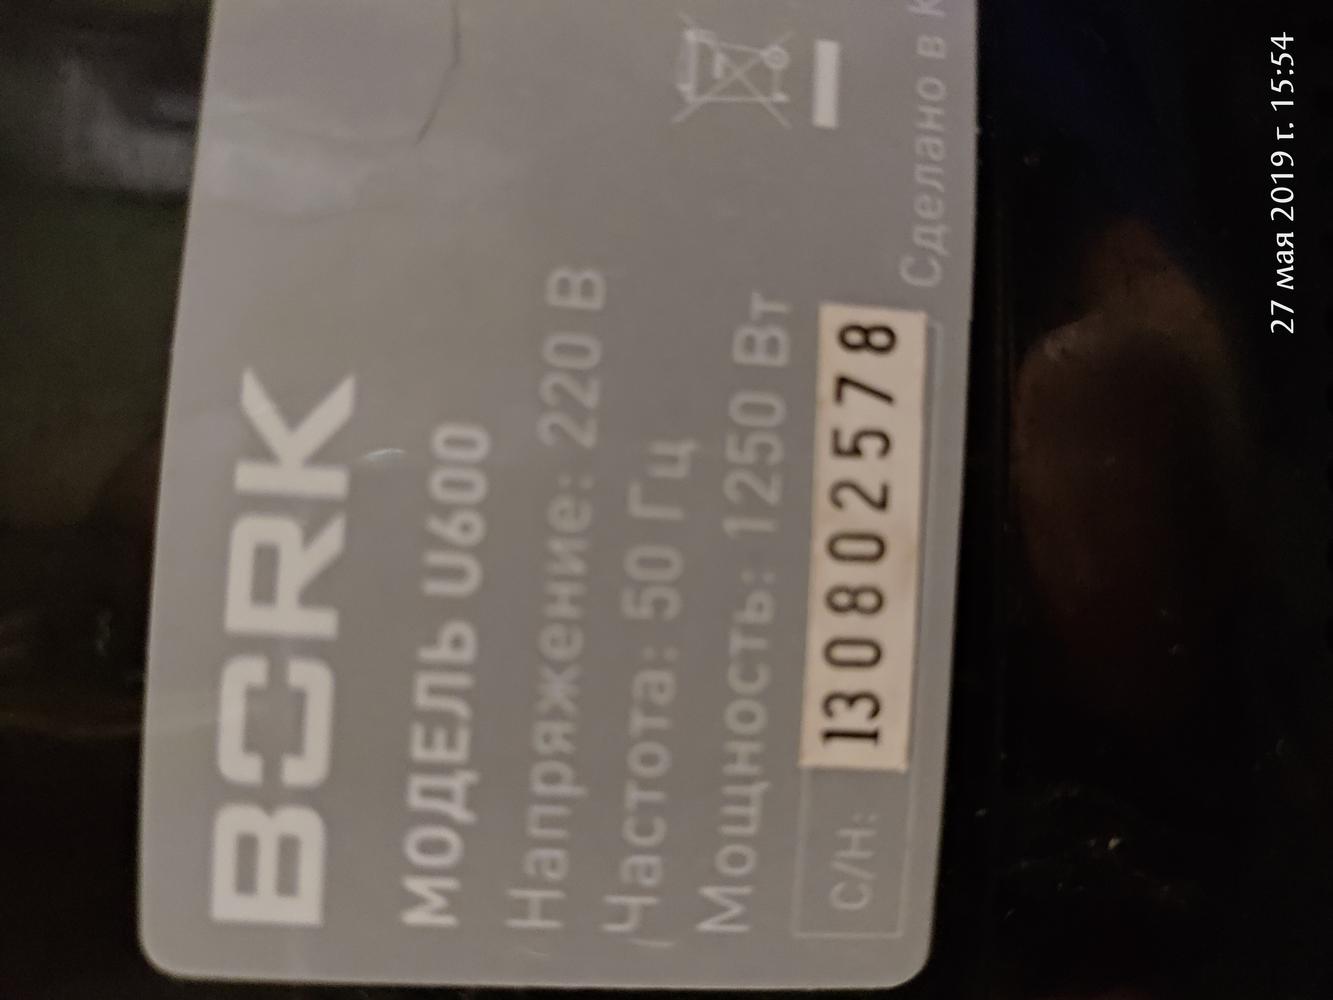 BORK
МОДЕЛЬ U600
Напряжение: 220 В
Частота: 50 Гц
Мощность: 1250 Вт
С/Н: 130802578
Сделано в
27 мая 2019 г. 15:54